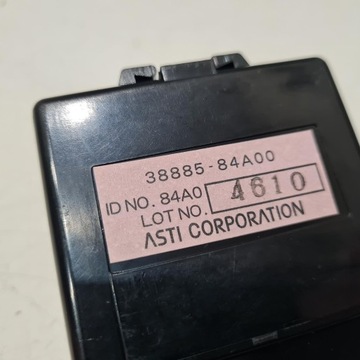 38885-84A00
ID NO. 84A0
LOT NO. 4610
ASTI CORPORATION